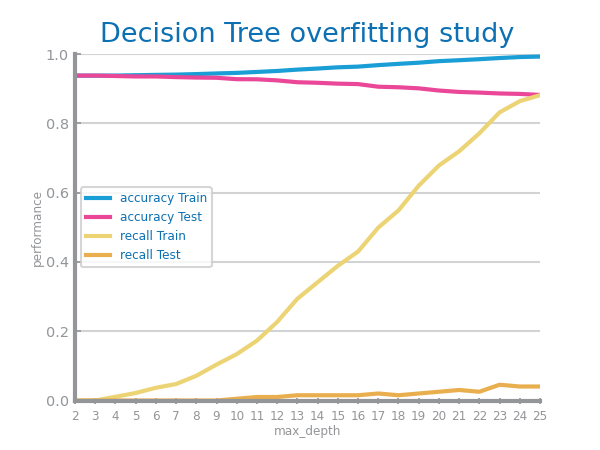 Decision Tree overfitting study
1.0
0.8
0.6
0.4
0.2
0.0
performance
accuracy Train
accuracy Test
recall Train
recall Test
2 3 4 5 6 7 8 9 10 11 12 13 14 15 16 17 18 19 20 21 22 23 24 25
max_depth